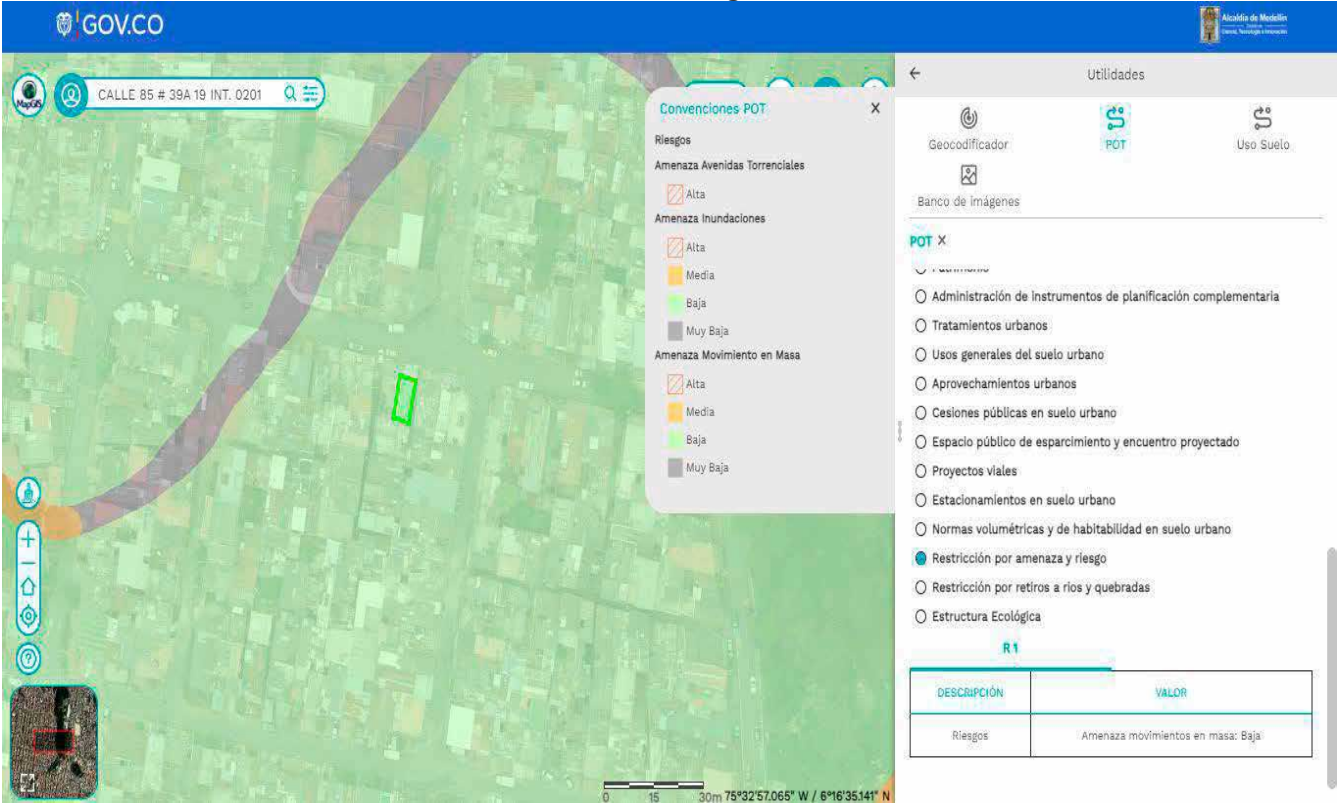 GOV.CO
Alcaldía de Medellín
MapGIS
CALLE 85 # 39A 19 INT. 0201
Convenciones POT
X
Riesgos
Amenaza Avenidas Torrenciales
Alta
Amenaza Inundaciones
Alta
Media
Baja
Muy Baja
Amenaza Movimiento en Masa
Alta
Media
Baja
Muy Baja
0 15 30m
75°32'57.065" W / 6°16'35.141" N
Utilidades
Geocodificador
POT
Uso Suelo
Banco de imágenes
POT X
Patrimonio
Administración de instrumentos de planificación complementaria
Tratamientos urbanos
Usos generales del suelo urbano
Aprovechamientos urbanos
Cesiones públicas en suelo urbano
Espacio público de esparcimiento y encuentro proyectado
Proyectos viales
Estacionamientos en suelo urbano
Normas volumétricas y de habitabilidad en suelo urbano
Restricción por amenaza y riesgo
Restricción por retiros a rios y quebradas
Estructura Ecológica
R 1
DESCRIPCIÓN VALOR
Riesgos Amenaza movimientos en masa: Baja